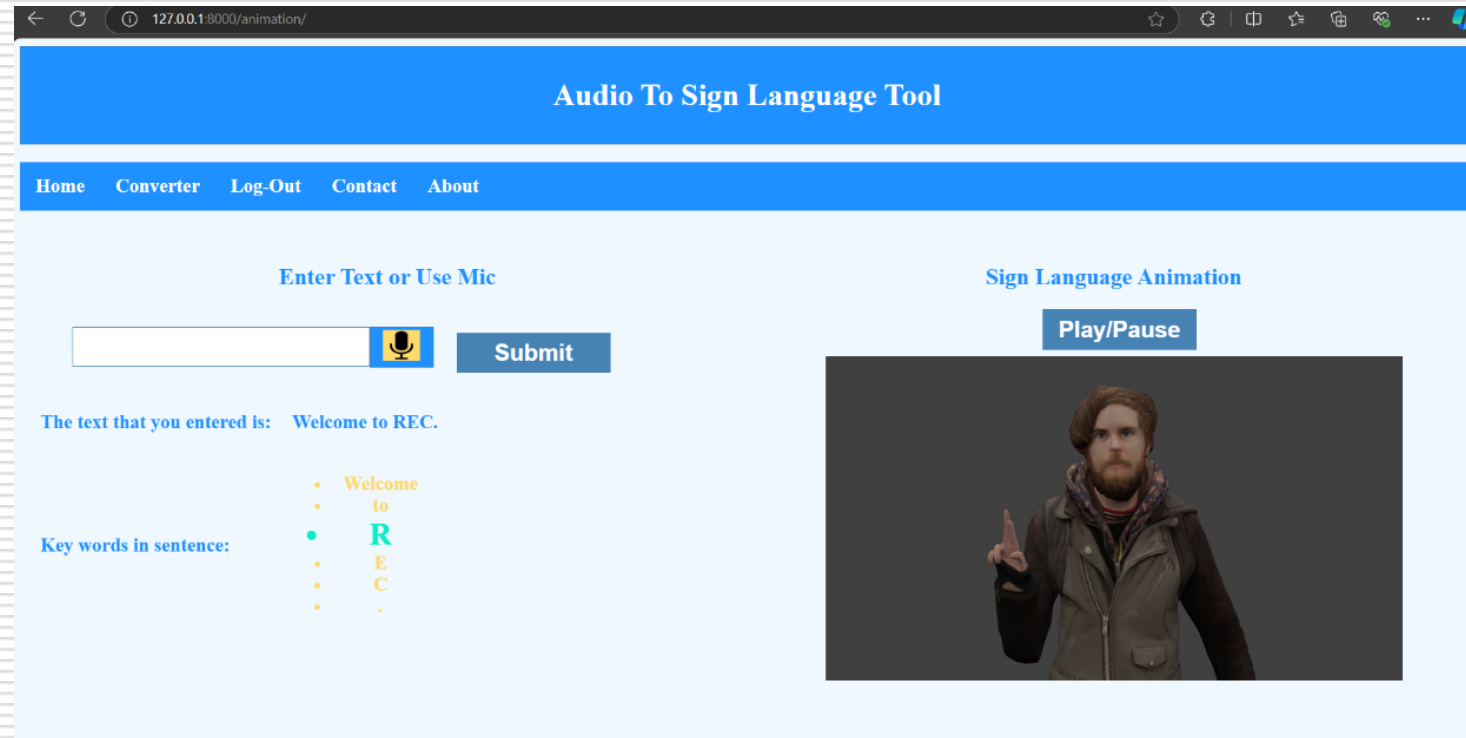 127.0.0.1:8000/animation/
Audio To Sign Language Tool
Home Converter Log-Out Contact About
Enter Text or Use Mic
Submit
The text that you entered is: Welcome to REC.
Key words in sentence:
• Welcome
• to
• R
• E
• C
• .
Sign Language Animation
Play/Pause